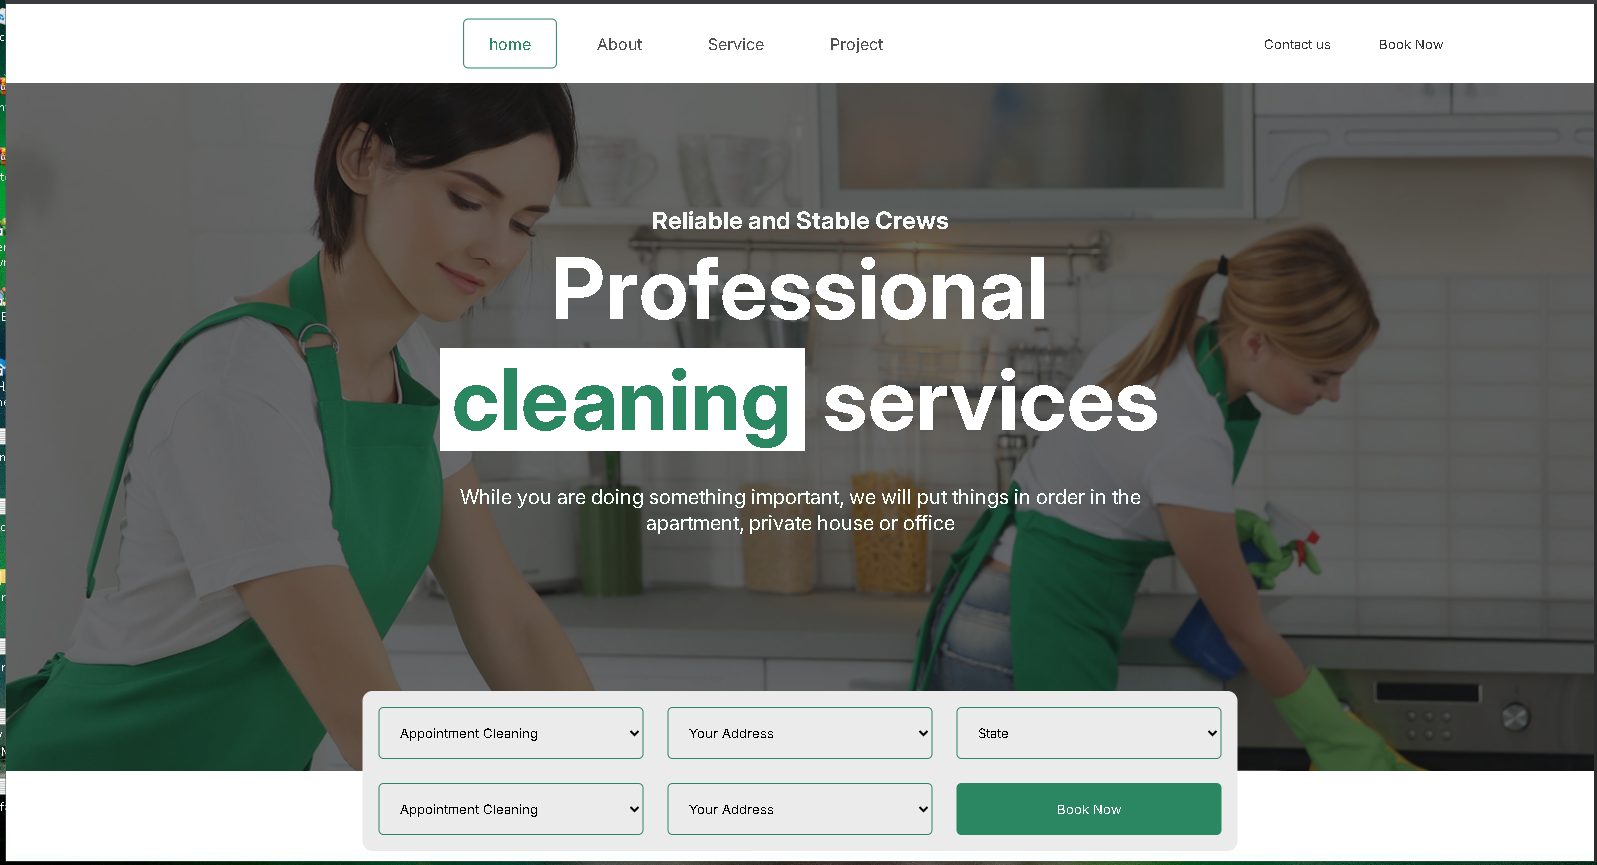 home About Service Project Contact us Book Now
Reliable and Stable Crews
Professional
cleaning services
While you are doing something important, we will put things in order in the
apartment, private house or office
Appointment Cleaning Your Address State
Appointment Cleaning Your Address Book Now